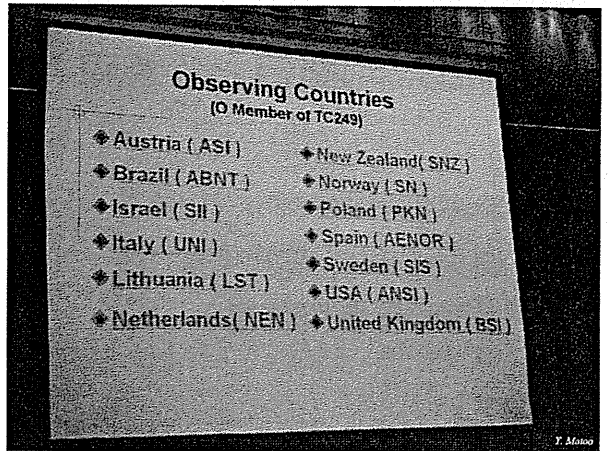 Observing Countries
(O Member of TC249)
Austria ( ASI )
Brazil ( ABNT )
Israel ( SII )
Italy ( UNI )
Lithuania ( LST )
Netherlands( NEN )
New Zealand( SNZ )
Norway ( SN )
Poland ( PKN )
Spain ( AENOR )
Sweden ( SIS )
USA ( ANSI )
United Kingdom ( BSI )
Y. Motoo